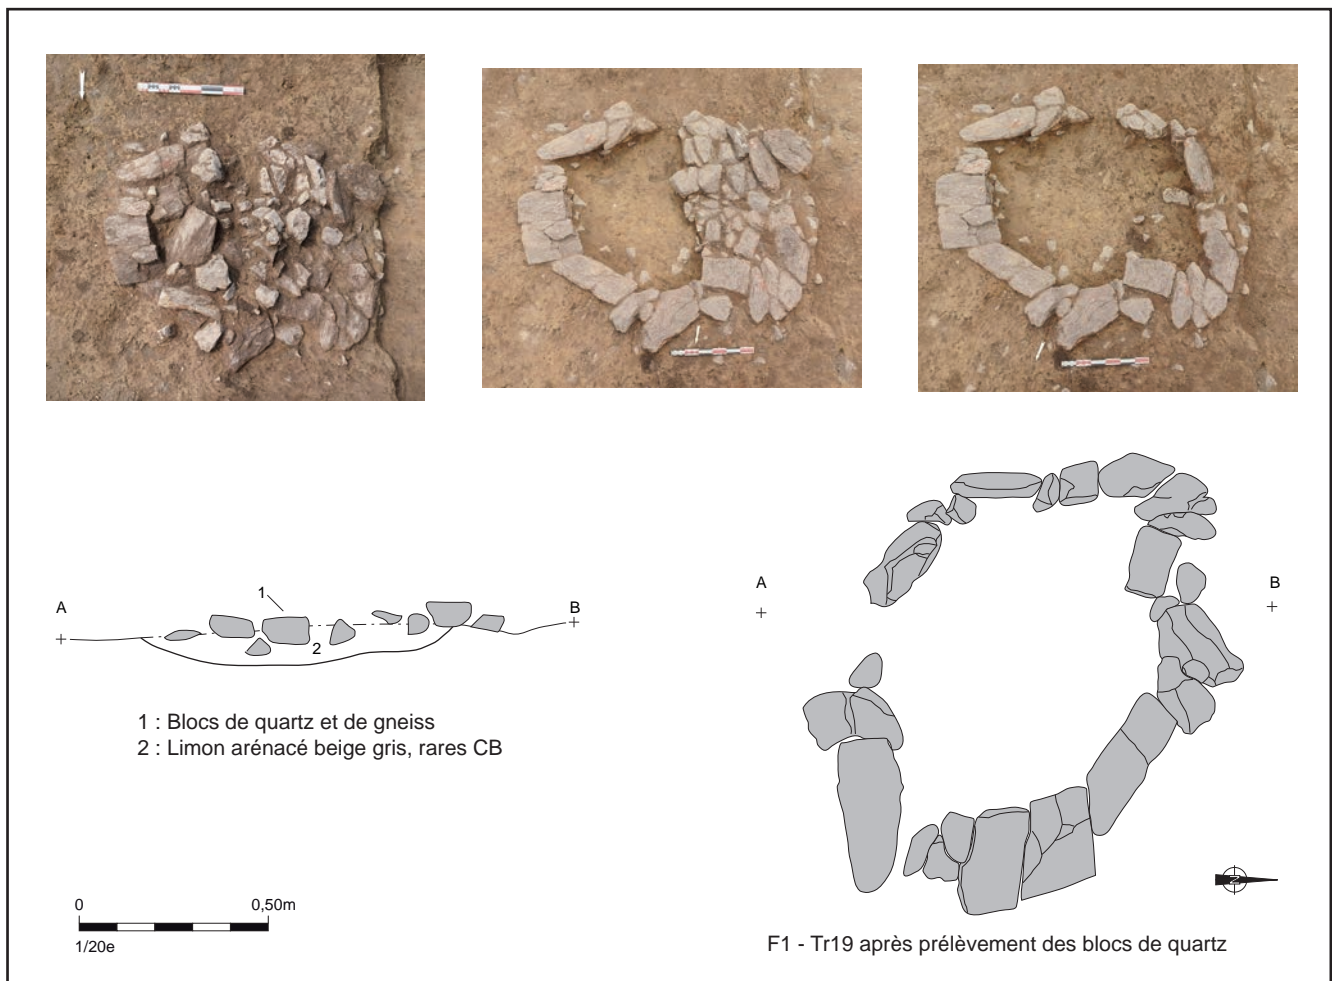 A
1
B
2
1 : Blocs de quartz et de gneiss
2 : Limon arénacé beige gris, rares CB
0 0,50m
1/20e
A
B
N
F1 - Tr19 après prélèvement des blocs de quartz